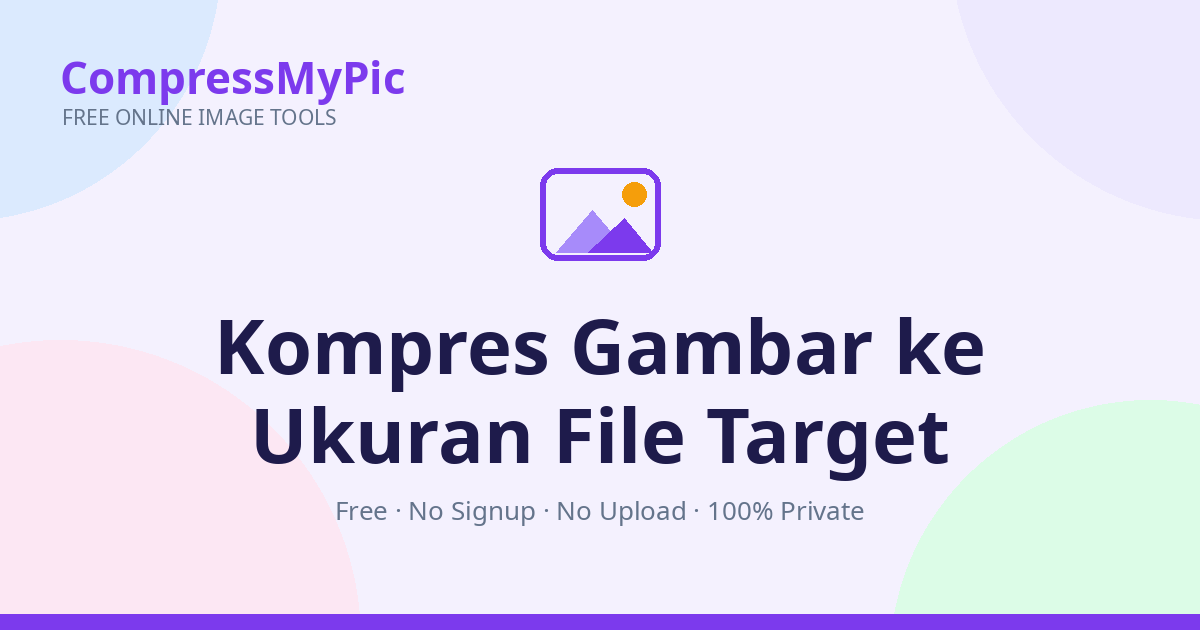 CompressMyPic
FREE ONLINE IMAGE TOOLS
Kompres Gambar ke
Ukuran File Target
Free · No Signup · No Upload · 100% Private